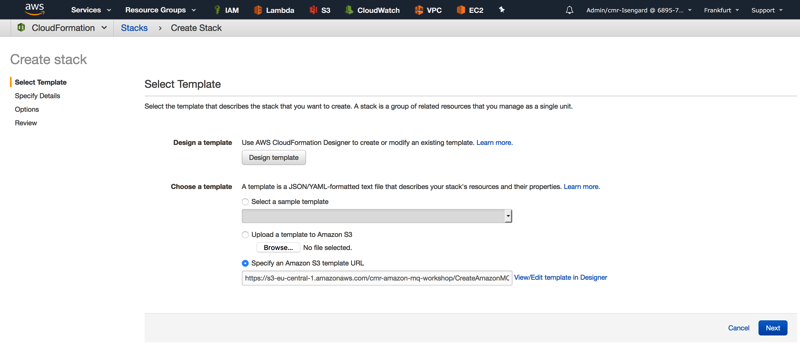 aws Services Resource Groups IAM Lambda S3 CloudWatch VPC EC2 Admin/cmr-Isengard @ 6895-7... Frankfurt Support
CloudFormation Stacks > Create Stack
Create stack
Select Template
Specify Details
Options
Review
Select Template
Select the template that describes the stack that you want to create. A stack is a group of related resources that you manage as a single unit.
Design a template Use AWS CloudFormation Designer to create or modify an existing template. Learn more.
Design template
Choose a template A template is a JSON/YAML-formatted text file that describes your stack's resources and their properties. Learn more.
Select a sample template
Upload a template to Amazon S3
Browse... No file selected.
Specify an Amazon S3 template URL
https://s3-eu-central-1.amazonaws.com/cmr-amazon-mq-workshop/CreateAmazonMQ View/Edit template in Designer
Cancel Next